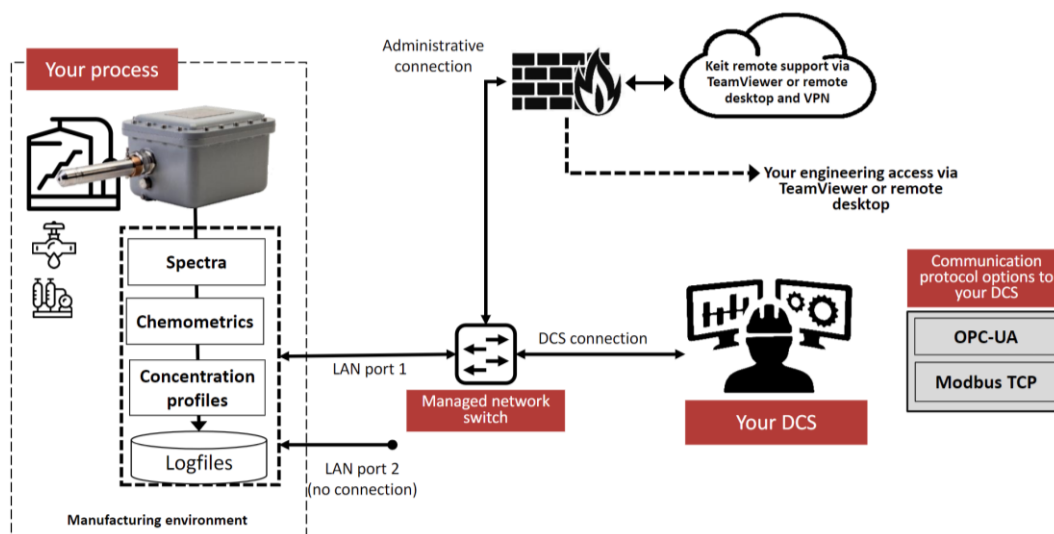 Your process
Spectra
Chemometrics
Concentration
profiles
Logfiles
Manufacturing environment
LAN port 1
LAN port 2
(no connection)
Administrative
connection
Keit remote support via
TeamViewer or remote
desktop and VPN
Your engineering access via
TeamViewer or remote
desktop
Managed network
switch
DCS connection
Your DCS
Communication
protocol options to
your DCS
OPC-UA
Modbus TCP